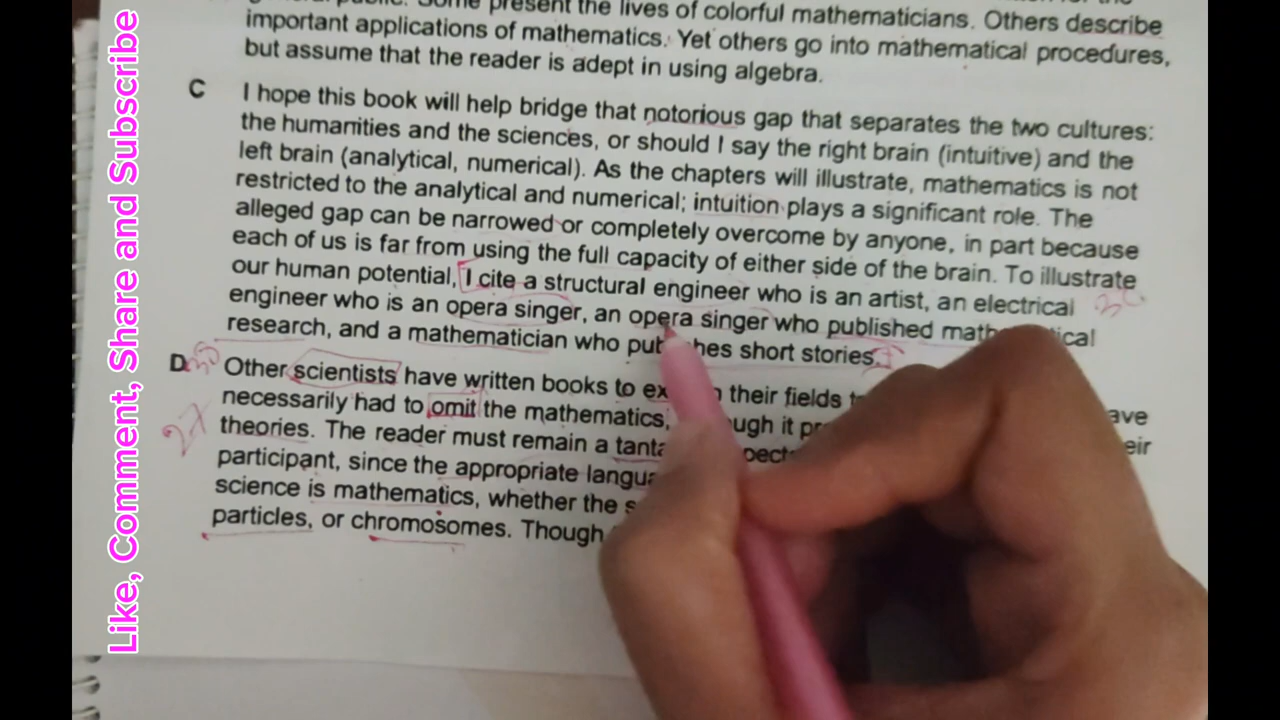 present the lives of colorful mathematicians. Others describe
important applications of mathematics. Yet others go into mathematical procedures,
but assume that the reader is adept in using algebra.
C I hope this book will help bridge that notorious gap that separates the two cultures:
the humanities and the sciences, or should I say the right brain (intuitive) and the
left brain (analytical, numerical). As the chapters will illustrate, mathematics is not
restricted to the analytical and numerical; intuition plays a significant role. The
alleged gap can be narrowed or completely overcome by anyone, in part because
each of us is far from using the full capacity of either side of the brain. To illustrate
our human potential, I cite a structural engineer who is an artist, an electrical
engineer who is an opera singer, an opera singer who published
research, and a mathematician who short stories.
D Other scientists have written books to their fields
necessarily had to omit the mathematics,
theories. The reader must remain a
participant, since the appropriate
science is mathematics, whether the
particles, or chromosomes. Though
Like, Comment, Share and Subscribe